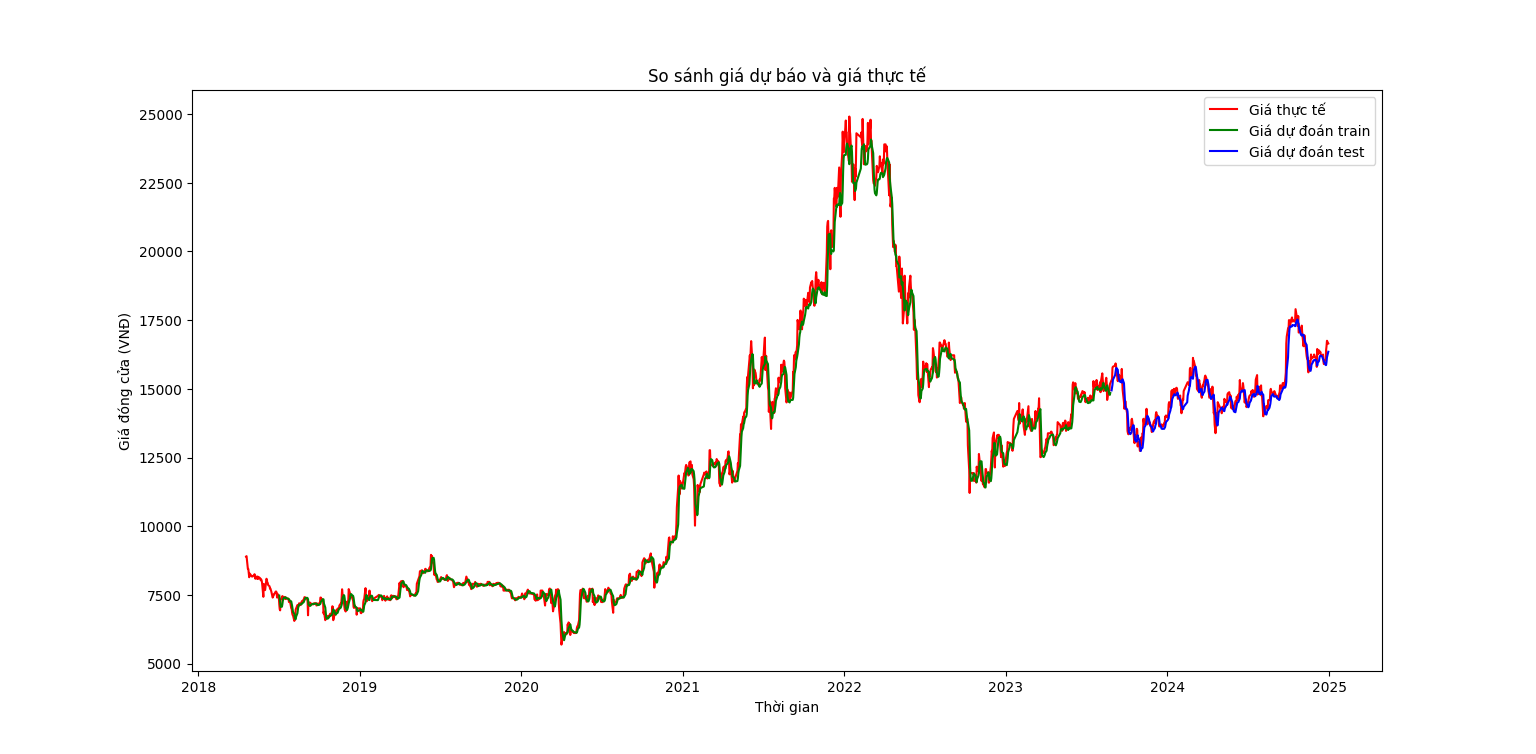 So sánh giá dự báo và giá thực tế
Giá thực tế
Giá dự đoán train
Giá dự đoán test
Giá đóng cửa (VNĐ)
25000
22500
20000
17500
15000
12500
10000
7500
5000
2018 2019 2020 2021 2022 2023 2024 2025
Thời gian